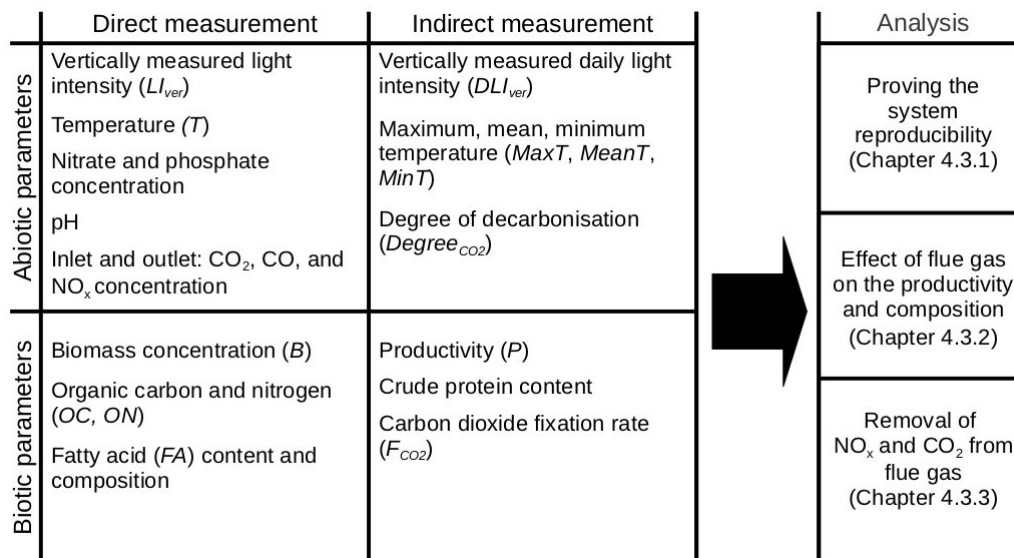 Direct measurement
Indirect measurement
Analysis
Abiotic parameters
Vertically measured light
intensity (LIver)
Temperature (T)
Nitrate and phosphate
concentration
pH
Inlet and outlet: CO2, CO, and
NOx concentration
Vertically measured daily light
intensity (DLIver)
Maximum, mean, minimum
temperature (MaxT, MeanT,
MinT)
Degree of decarbonisation
(DegreeCO2)
Biotic parameters
Biomass concentration (B)
Organic carbon and nitrogen
(OC, ON)
Fatty acid (FA) content and
composition
Productivity (P)
Crude protein content
Carbon dioxide fixation rate
(FCO2)
Proving the
system
reproducibility
(Chapter 4.3.1)
Effect of flue gas
on the productivity
and composition
(Chapter 4.3.2)
Removal of
NOx and CO2 from
flue gas
(Chapter 4.3.3)